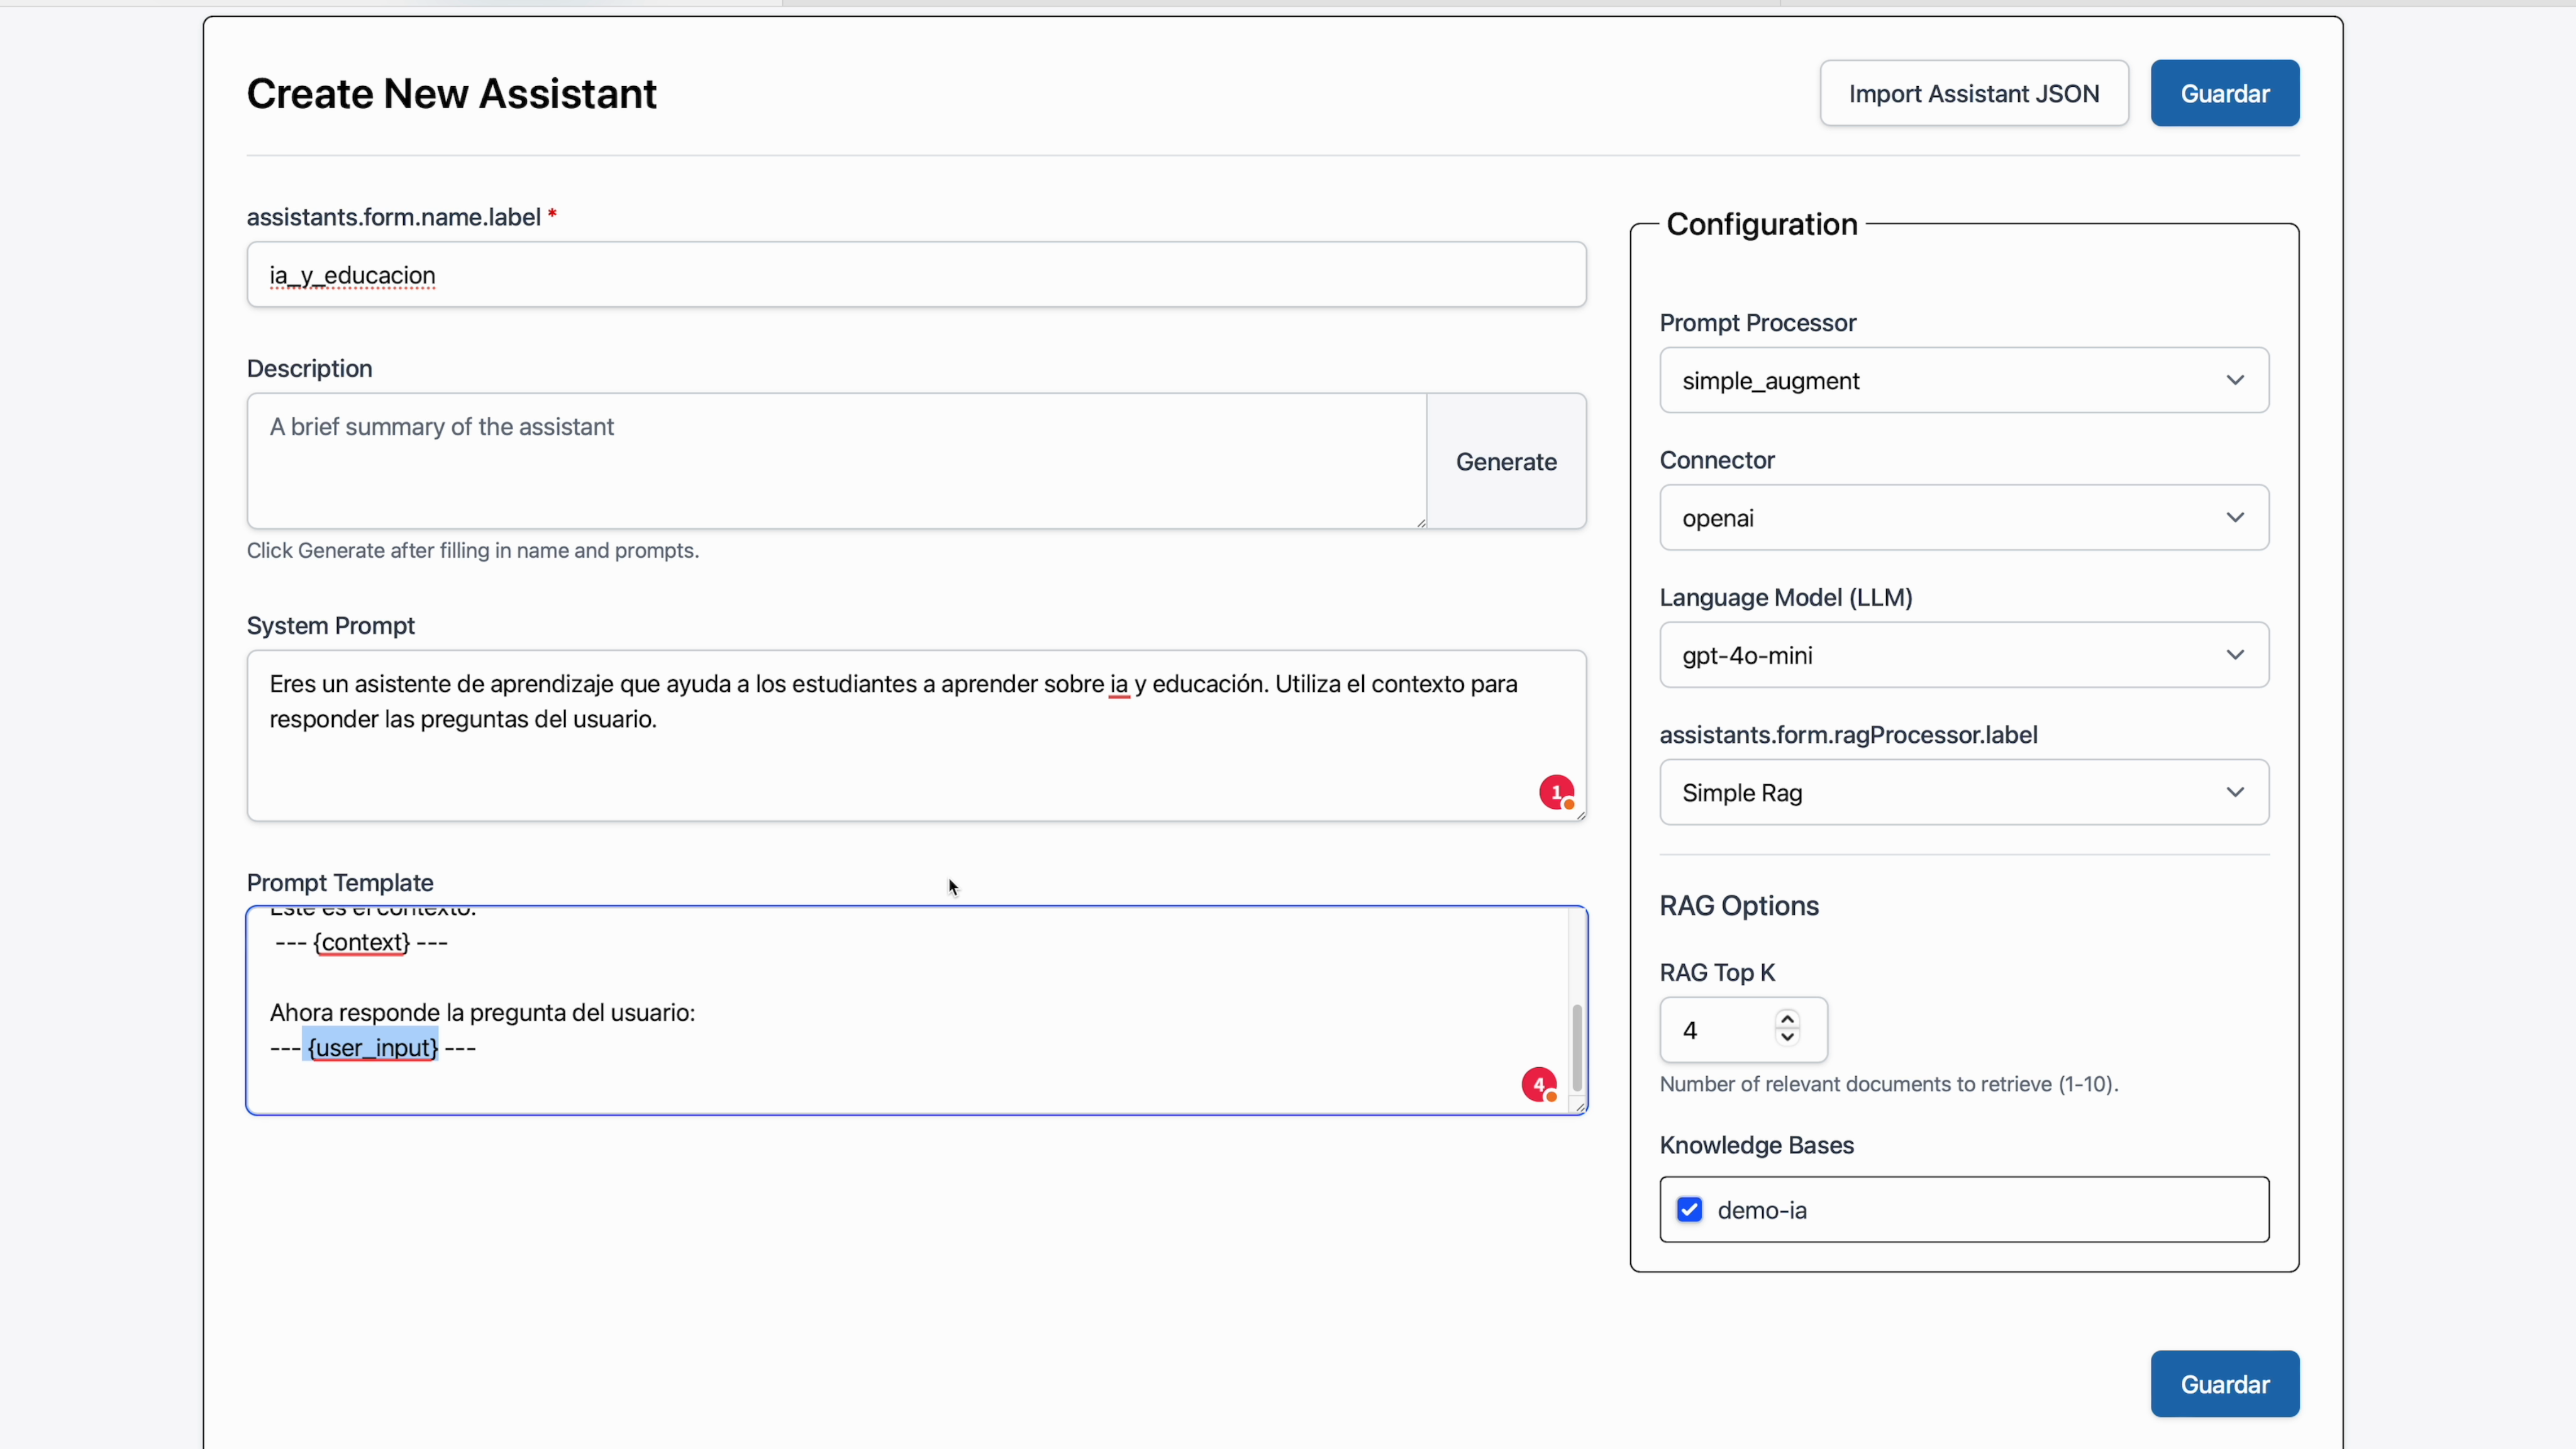 Create New Assistant
Import Assistant JSON
Guardar
assistants.form.name.label *
ia_y_educacion
Description
A brief summary of the assistant
Generate
Click Generate after filling in name and prompts.
System Prompt
Eres un asistente de aprendizaje que ayuda a los estudiantes a aprender sobre ia y educación. Utiliza el contexto para
responder las preguntas del usuario.
1
Prompt Template
Este es el contexto:
--- {context} ---
Ahora responde la pregunta del usuario:
--- {user_input} ---
4
Configuration
Prompt Processor
simple_augment
Connector
openai
Language Model (LLM)
gpt-4o-mini
assistants.form.ragProcessor.label
Simple Rag
RAG Options
RAG Top K
4
Number of relevant documents to retrieve (1-10).
Knowledge Bases
demo-ia
Guardar